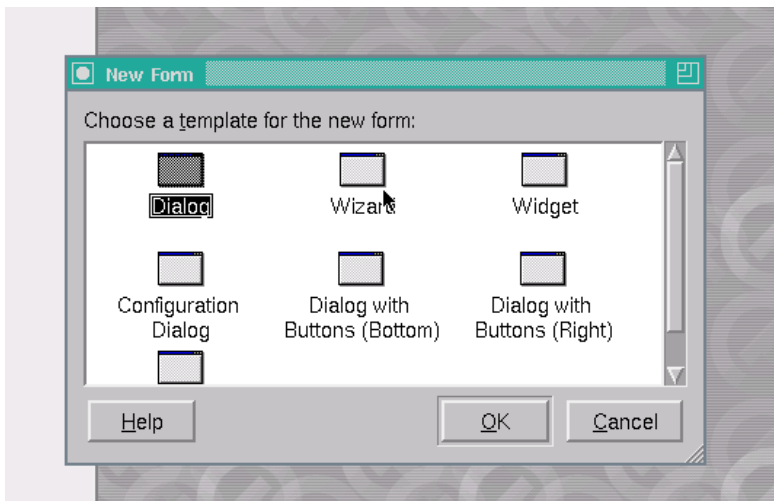 New Form
Choose a template for the new form:
Dialog
Wizard
Widget
Configuration
Dialog
Dialog with
Buttons (Bottom)
Dialog with
Buttons (Right)
Help
OK
Cancel